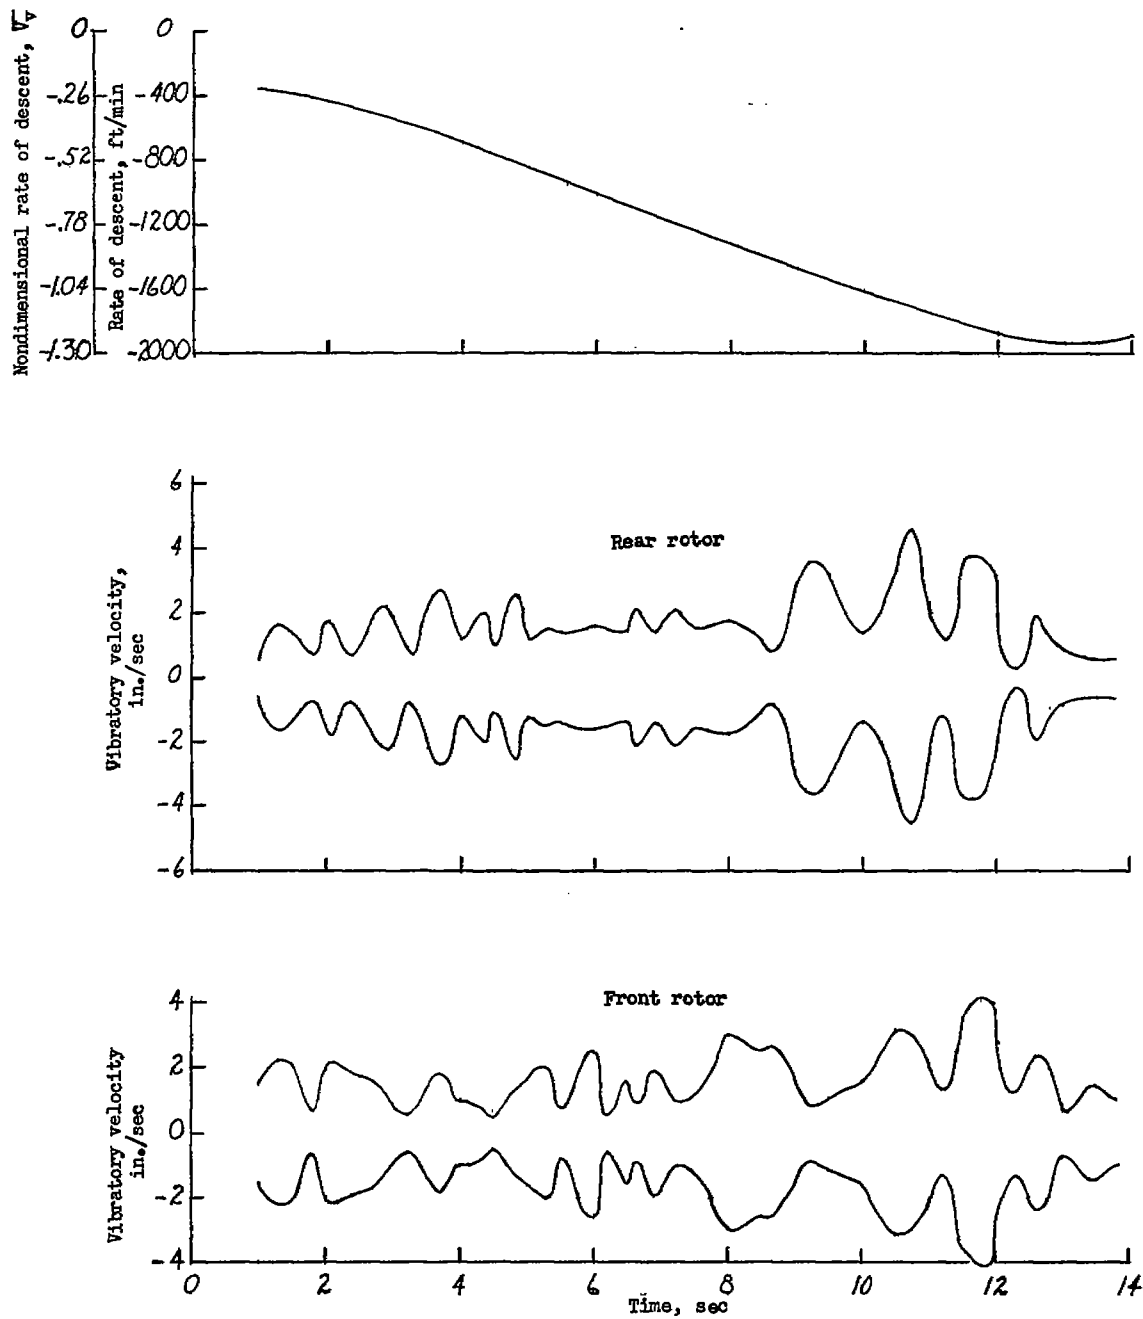 Nondimensional rate of descent, V̄v
0
-.26
-.52
-.78
-1.04
-1.30
Rate of descent, ft/min
0
-400
-800
-1200
-1600
-2000
Rear rotor
Vibratory velocity,
in./sec
6
4
2
0
-2
-4
-6
Front rotor
Vibratory velocity
in./sec
4
2
0
-2
-4
0 2 4 6 8 10 12 14
Time, sec